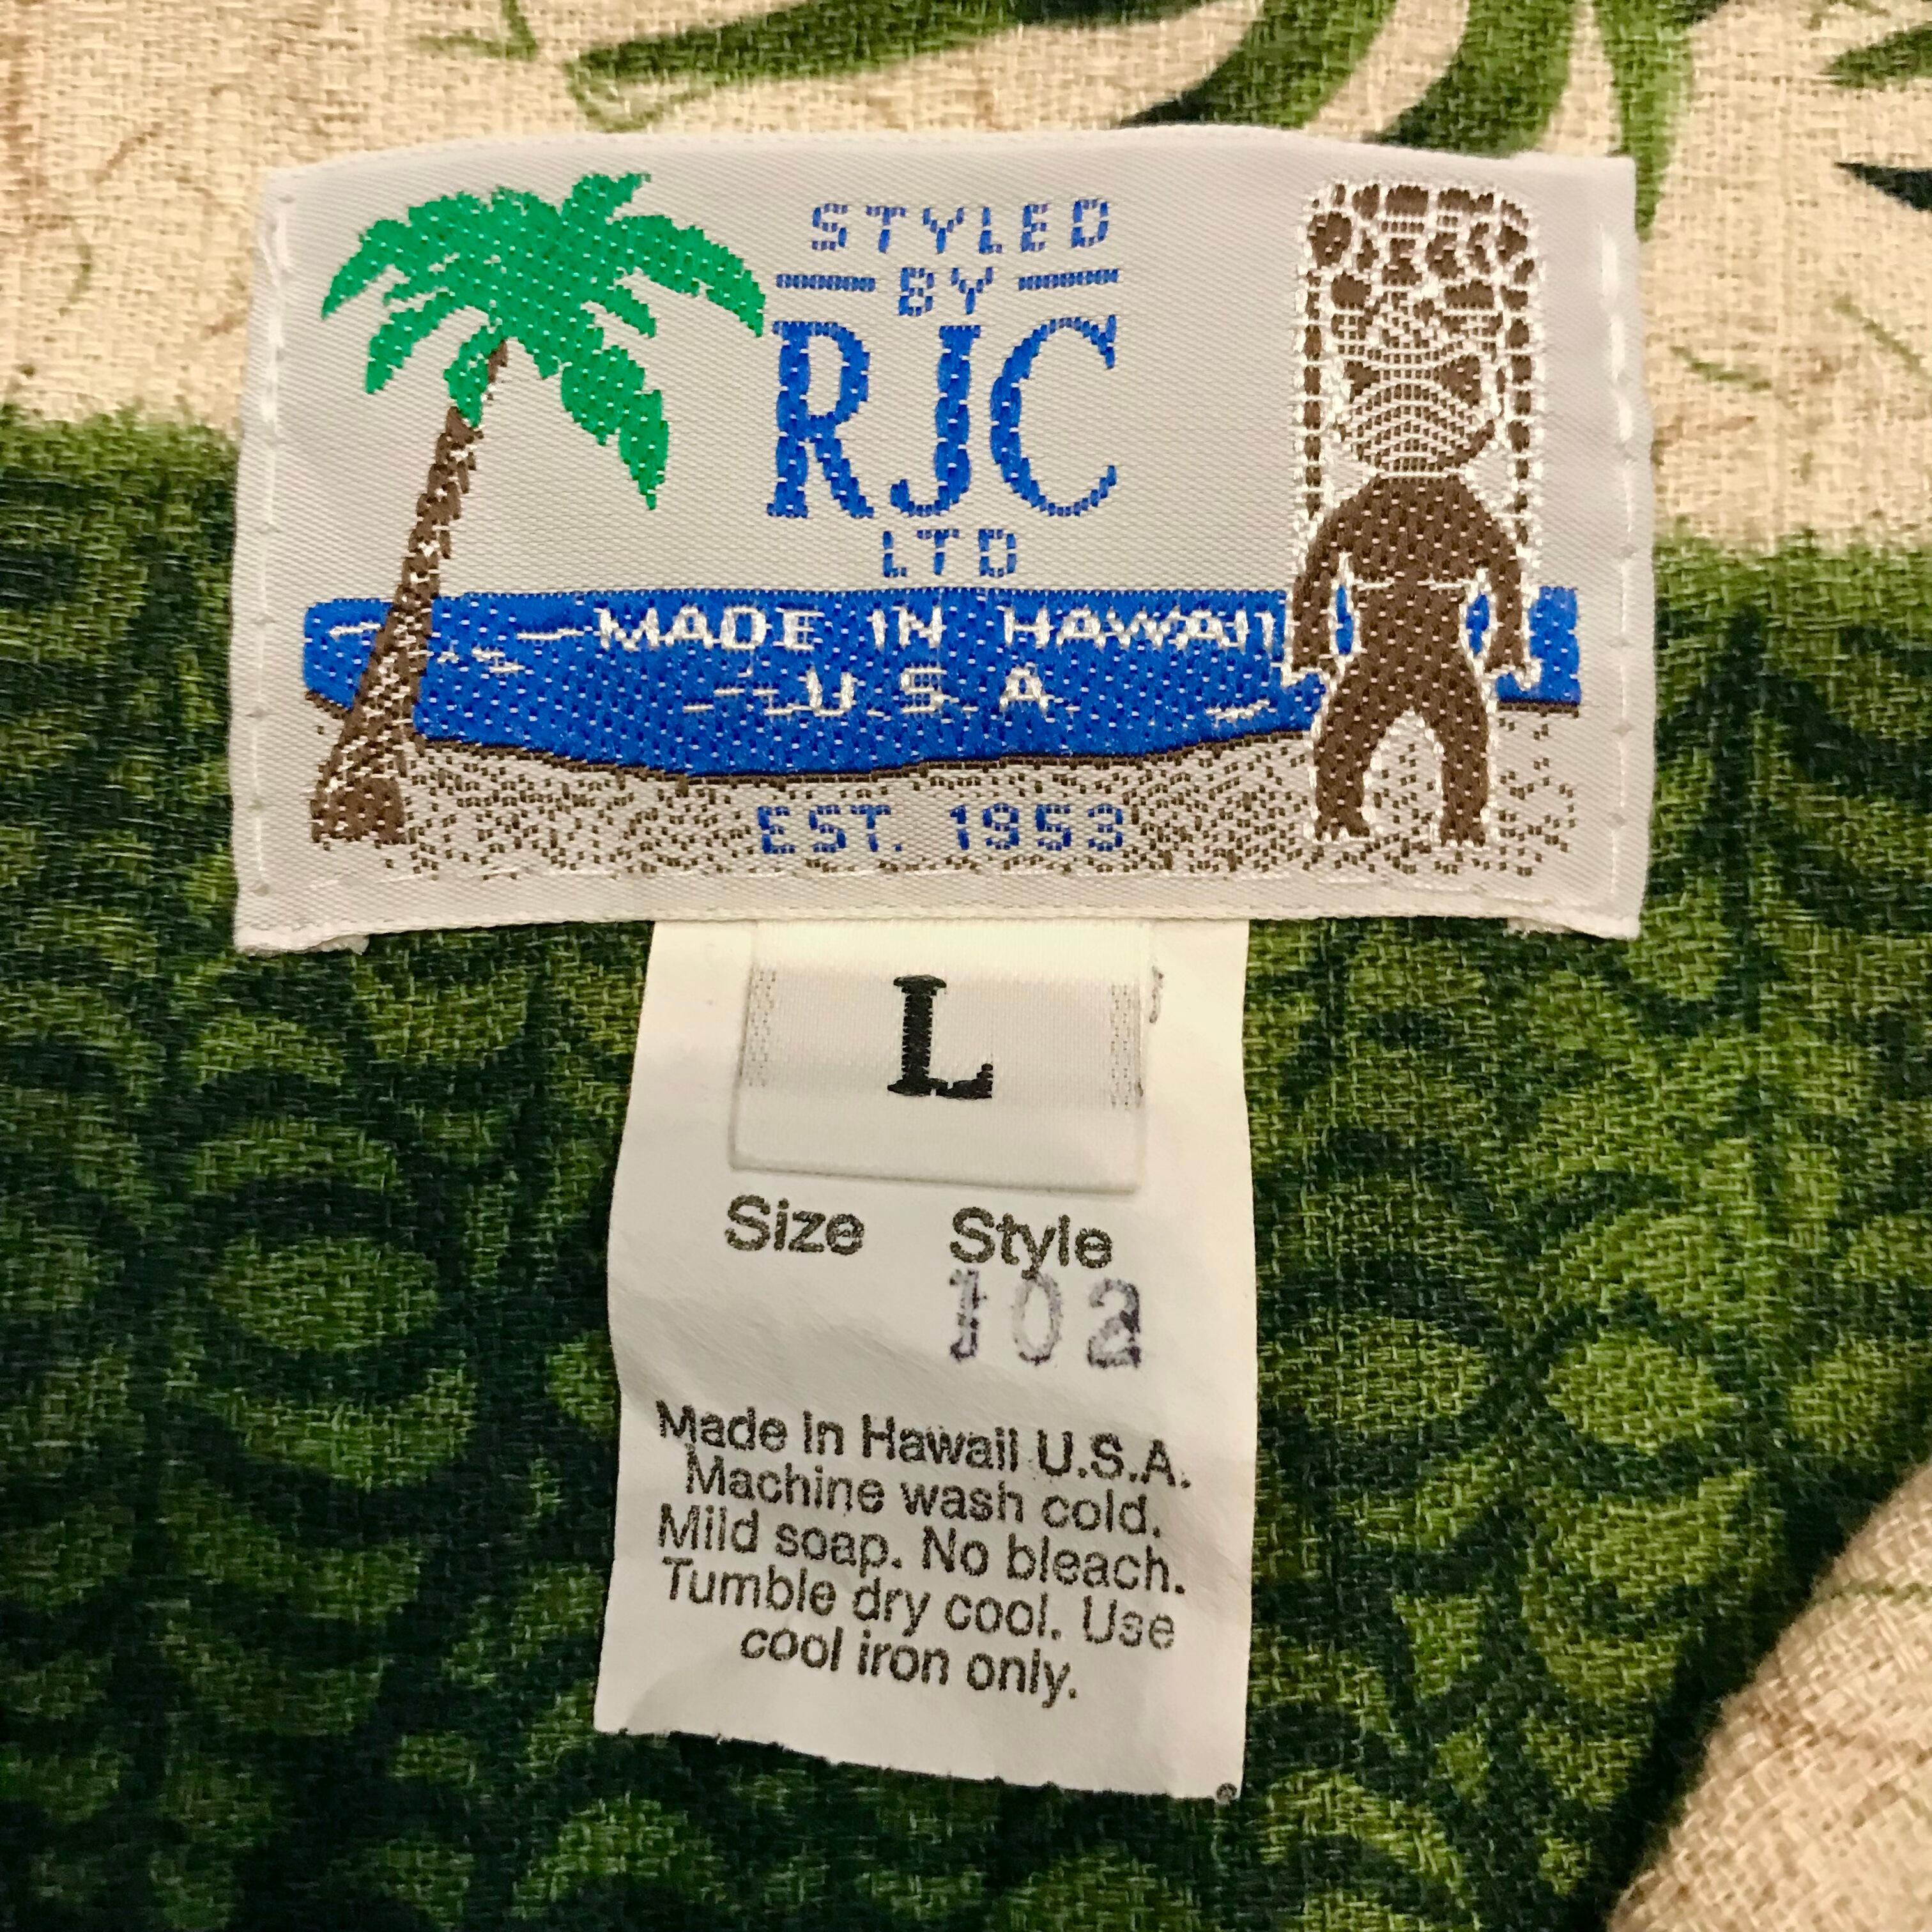 STYLED
BY
RJC
LTD
MADE IN HAWAII
U.S.A.
EST. 1953
L
Size Style
102
Made in Hawaii U.S.A.
Machine wash cold.
Mild soap. No bleach.
Tumble dry cool. Use
cool iron only.